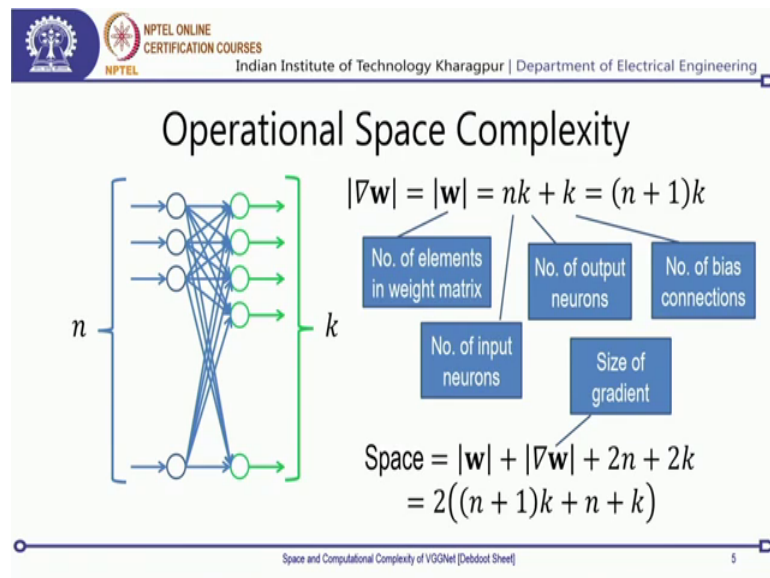 NPTEL ONLINE
CERTIFICATION COURSES
NPTEL
Indian Institute of Technology Kharagpur | Department of Electrical Engineering
Operational Space Complexity
|∇w| = |w| = nk + k = (n + 1)k
No. of elements
in weight matrix
No. of output
neurons
No. of bias
connections
n
k
No. of input
neurons
Size of
gradient
Space = |w| + |∇w| + 2n + 2k
= 2((n + 1)k + n + k)
Space and Computational Complexity of VGGNet [Debdoot Sheet]
5